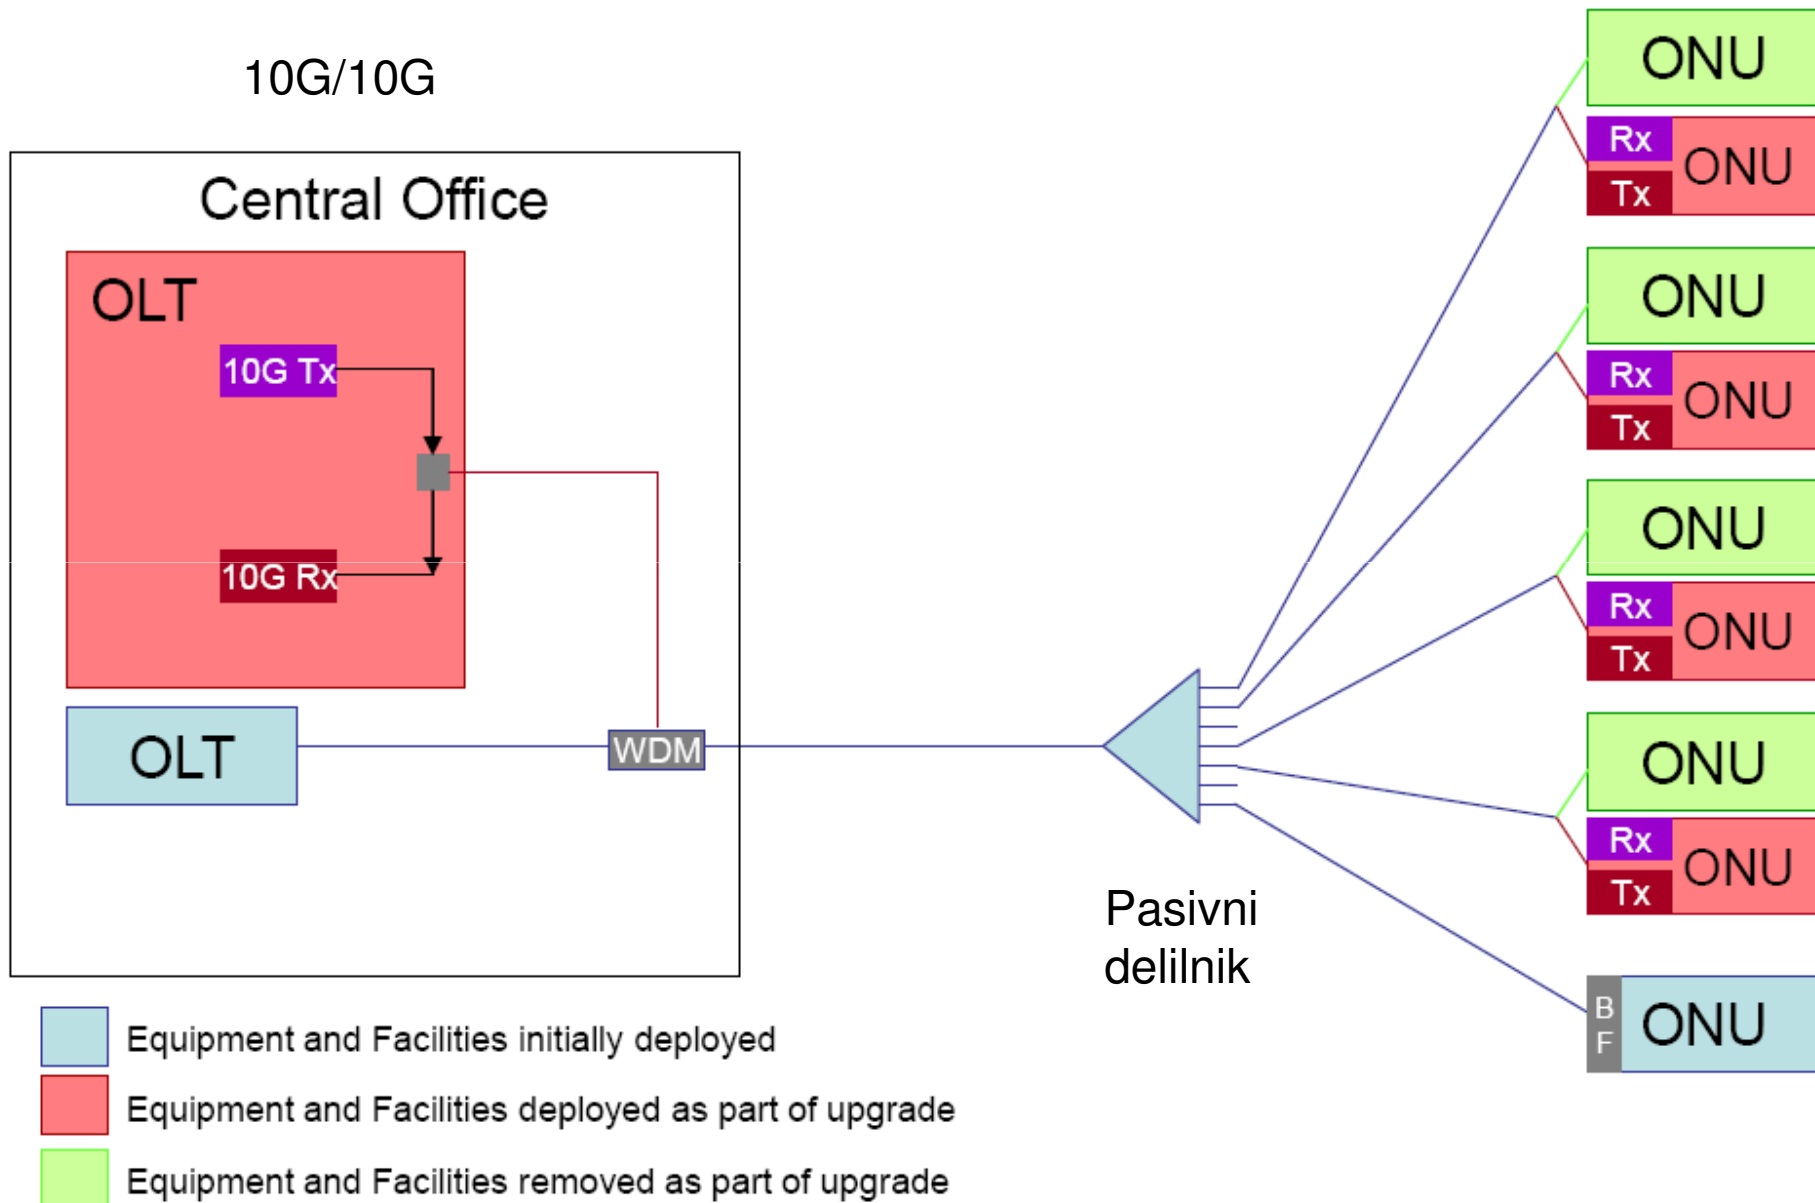 10G/10G
Central Office
OLT
10G Tx
10G Rx
OLT
WDM
Pasivni
delilnik
ONU
Rx
Tx
ONU
ONU
Rx
Tx
ONU
ONU
Rx
Tx
ONU
ONU
Rx
Tx
ONU
B
F
ONU
Equipment and Facilities initially deployed
Equipment and Facilities deployed as part of upgrade
Equipment and Facilities removed as part of upgrade